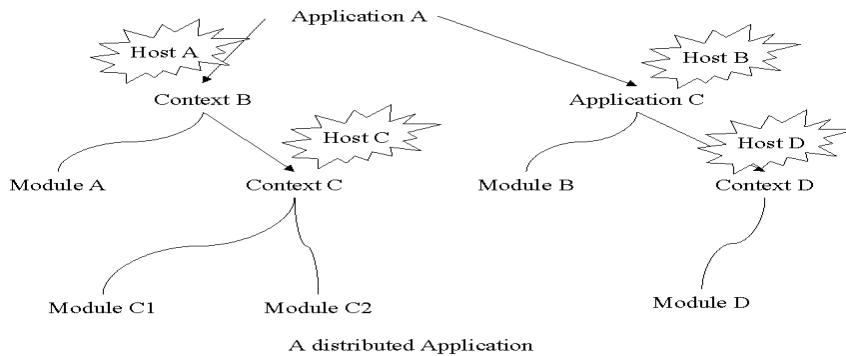 Application A
Host A
Host B
Context B
Application C
Host C
Host D
Module A
Context C
Module B
Context D
Module C1
Module C2
Module D
A distributed Application